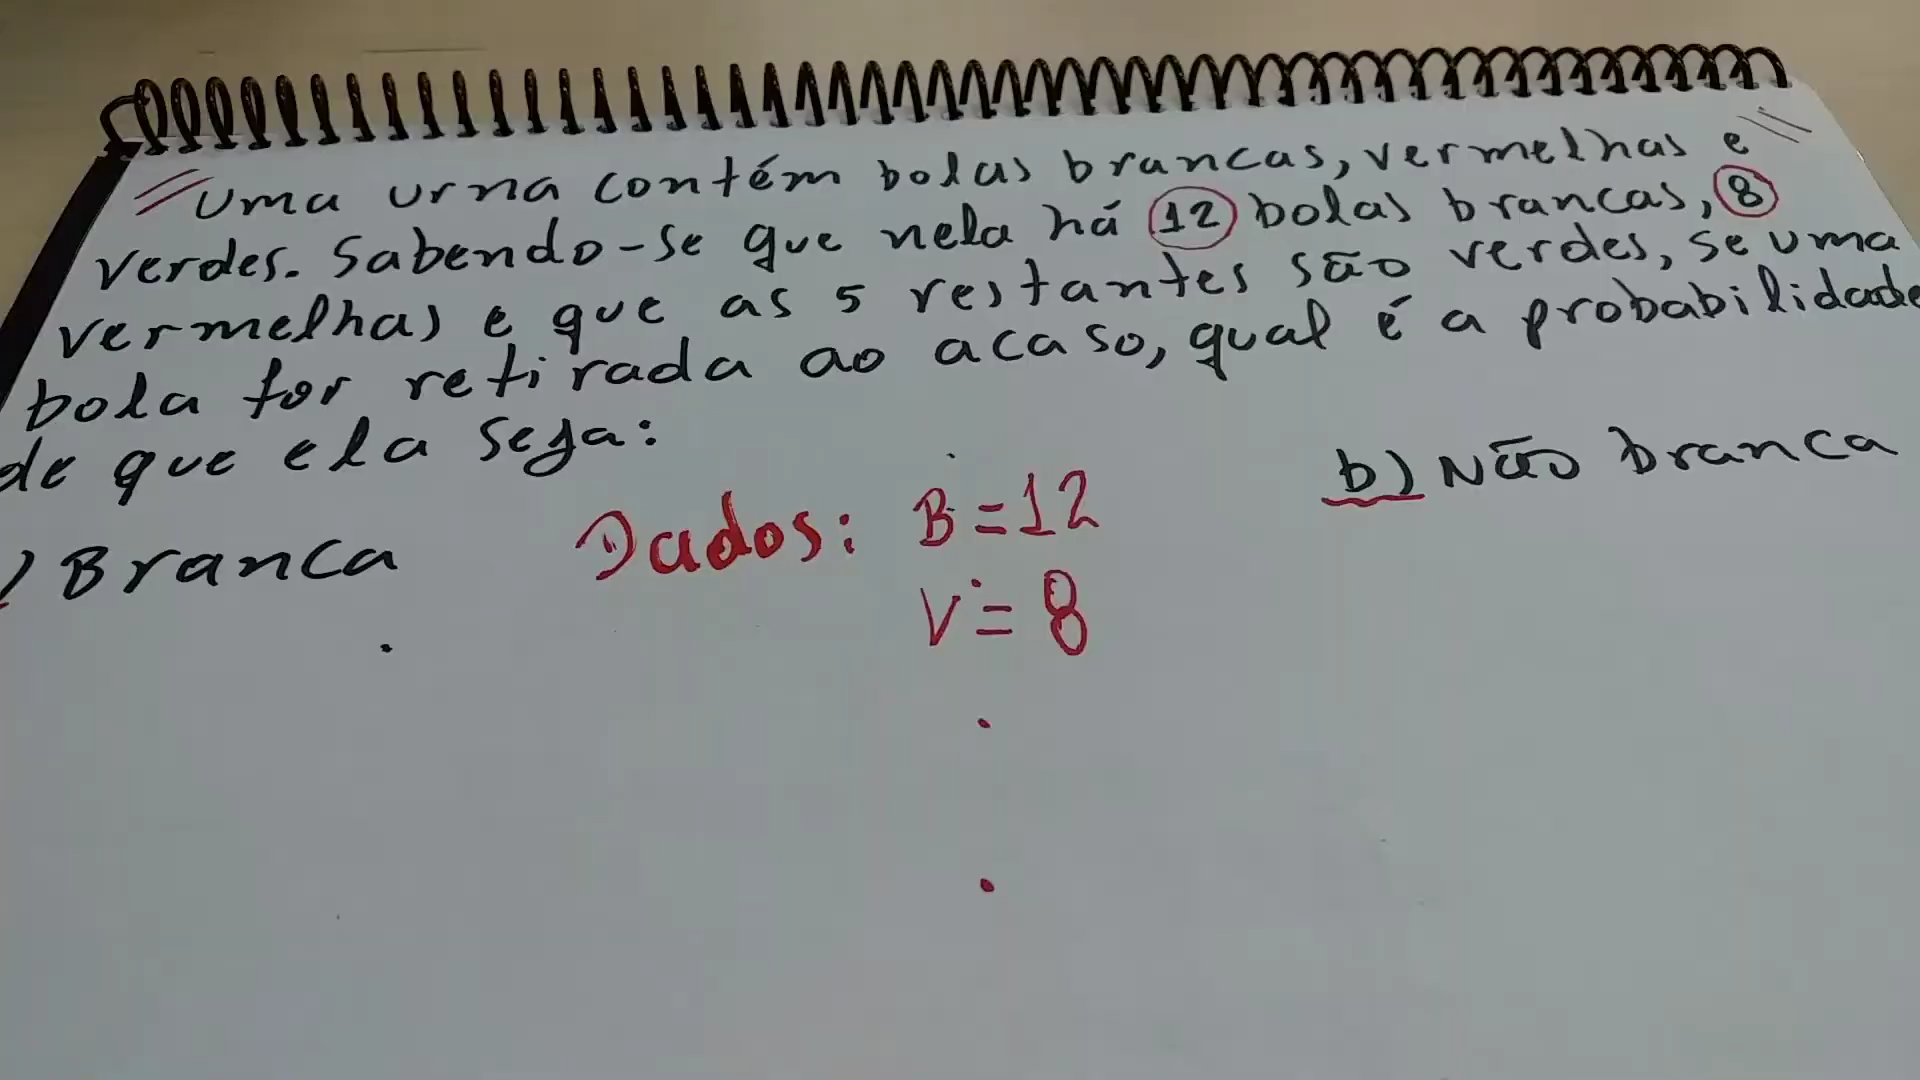 Uma urna contém bolas brancas, vermelhas e
verdes. Sabendo-se que nela há 12 bolas brancas, 8
vermelhas e que as 5 restantes são verdes, se uma
bola for retirada ao acaso, qual é a probabilidade
de que ela seja:
) Branca
Dados: B=12
V=8
b) Não branca